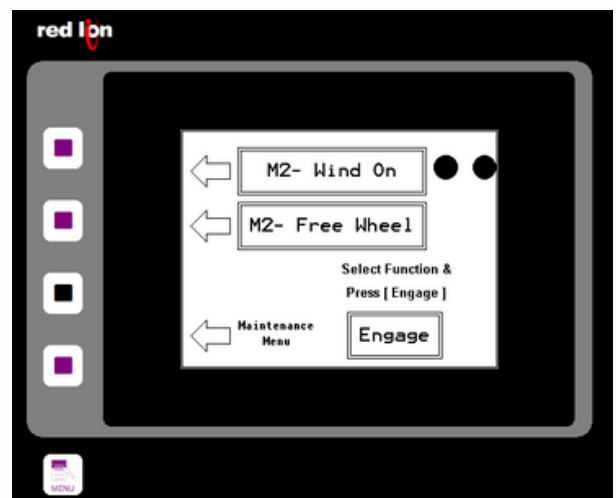 red lion
M2- Wind On
M2- Free Wheel
Select Function &
Press [ Engage ]
Maintenance
Menu
Engage
MENU